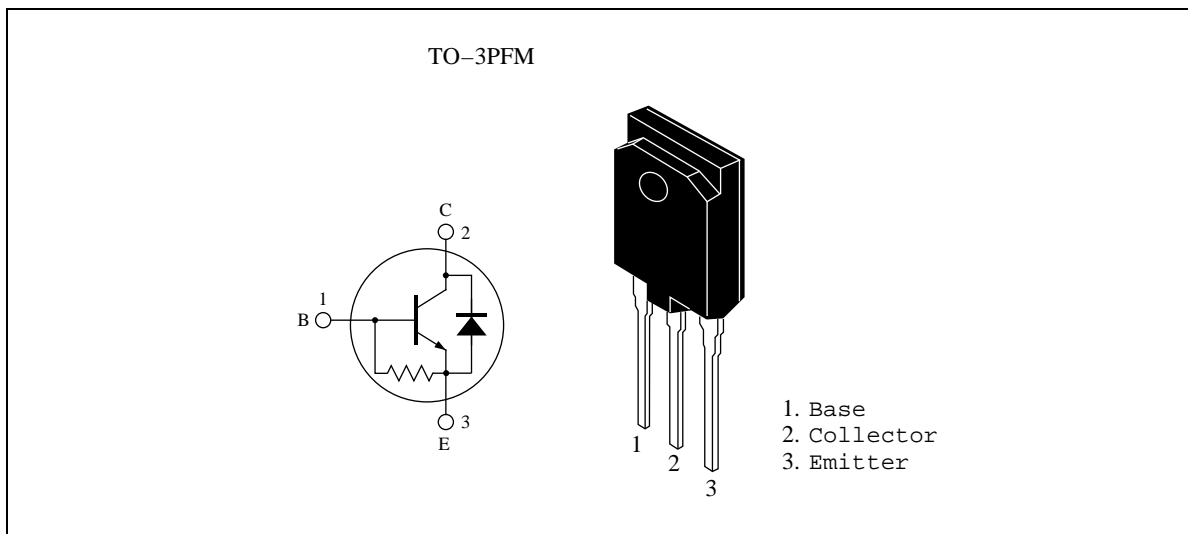 TO–3PFM
C
2
1
B
3
E
1
2
3
1. Base
2. Collector
3. Emitter